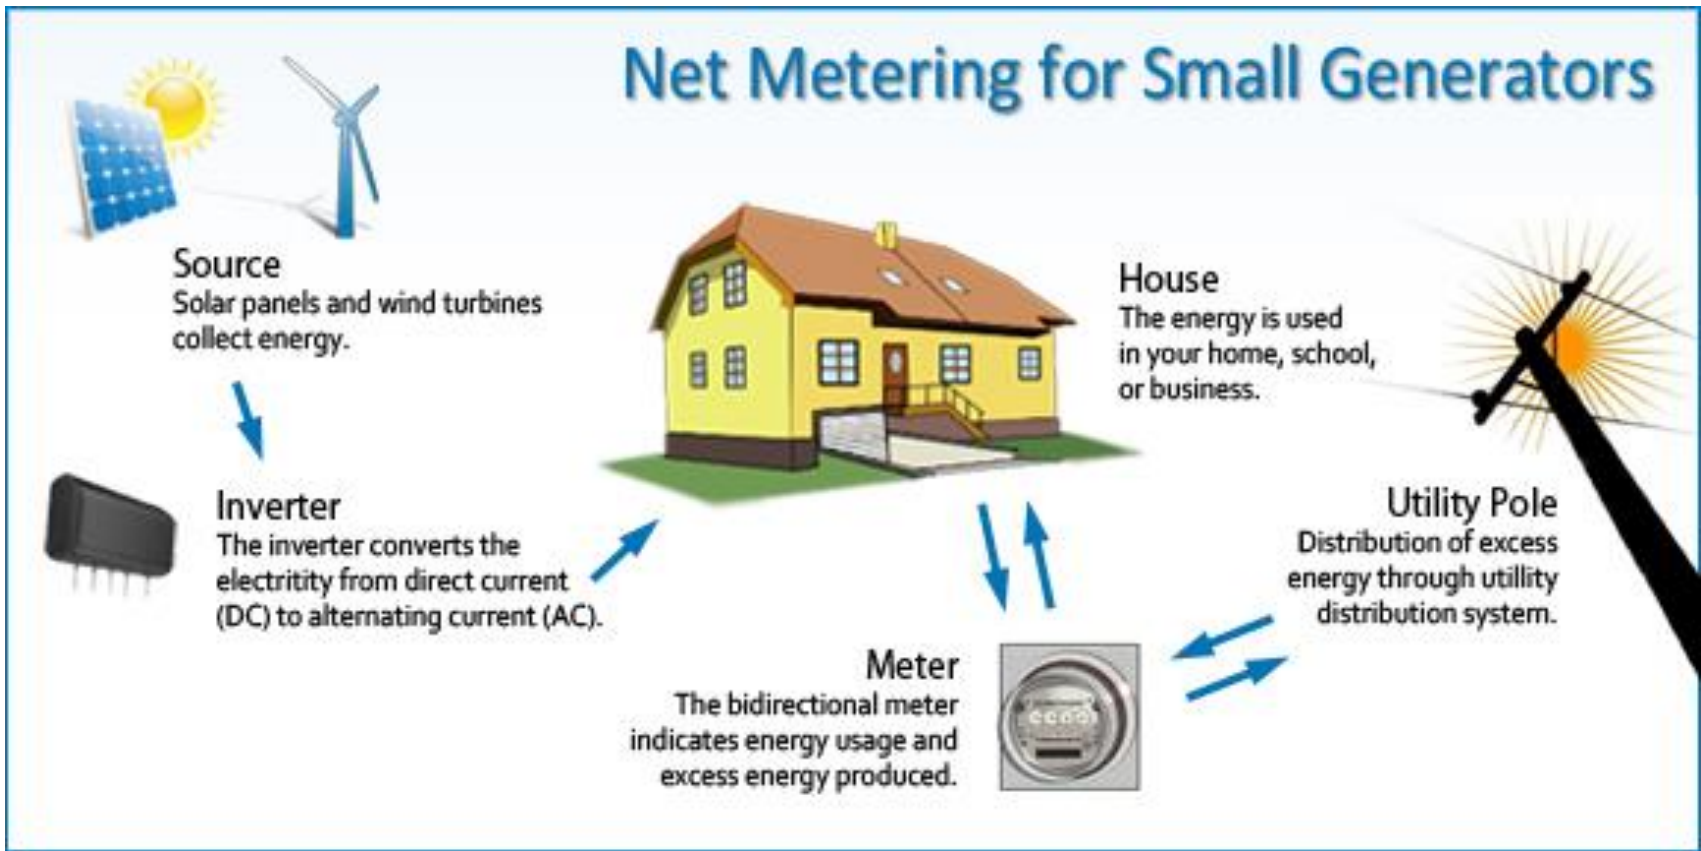 Net Metering for Small Generators
Source
Solar panels and wind turbines
collect energy.
Inverter
The inverter converts the
electritity from direct current
(DC) to alternating current (AC).
House
The energy is used
in your home, school,
or business.
Utility Pole
Distribution of excess
energy through utillity
distribution system.
Meter
The bidirectional meter
indicates energy usage and
excess energy produced.